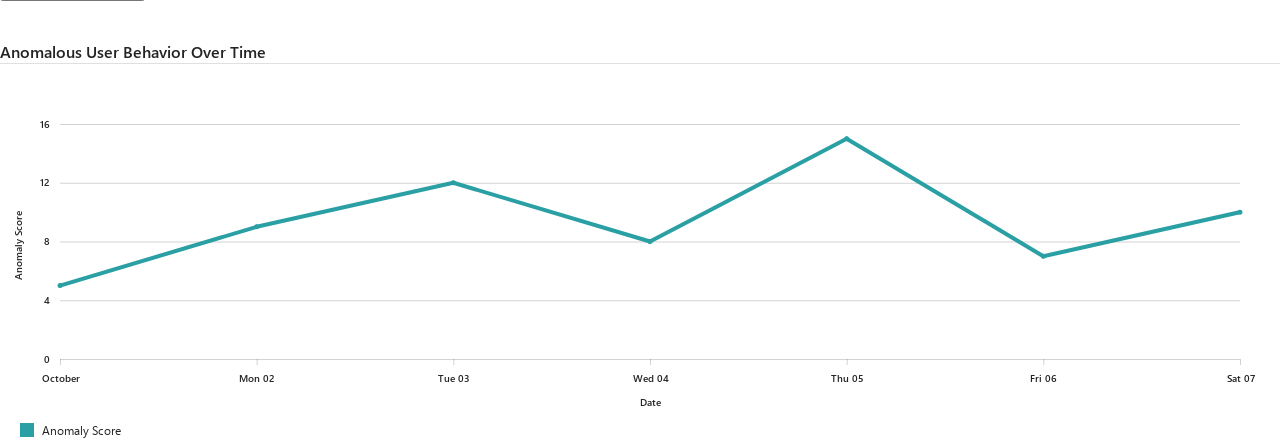 Anomalous User Behavior Over Time
16
12
8
4
0
Anomaly Score
October
Mon 02
Tue 03
Wed 04
Thu 05
Fri 06
Sat 07
Date
Anomaly Score